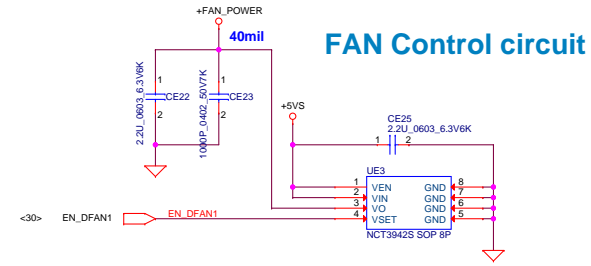 +FAN_POWER
40mil
FAN Control circuit
2.2U_0603_6.3V6K
1
CE22
2
1000P_0402_50V7K
1
CE23
2
+5VS
CE25
2.2U_0603_6.3V6K
1 2
UE3
1 VEN GND 8
2 VIN GND 7
3 VO GND 6
4 VSET GND 5
NCT3942S SOP 8P
<30> EN_DFAN1 EN_DFAN1